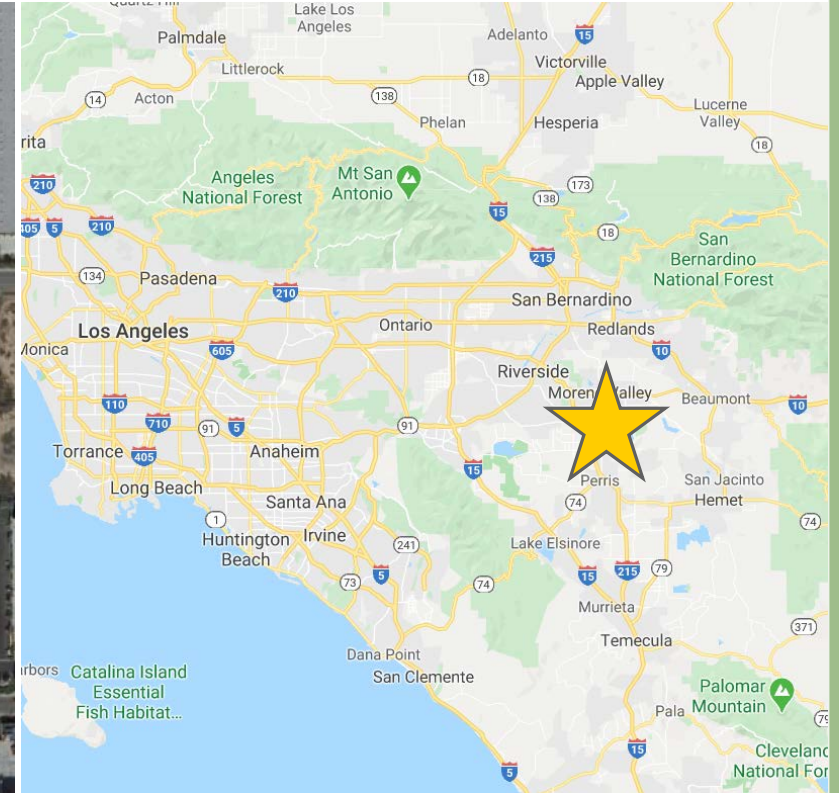 Lake Los
Angeles
Palmdale
Adelanto
15
Victorville
Littlerock
18
Apple Valley
14
Acton
138
Lucerne
Valley
Phelan
Hesperia
18
rita
Angeles
National Forest
Mt San
Antonio
210
173
138
15
405
5
210
18
San
Bernardino
National Forest
215
134
Pasadena
210
San Bernardino
Los Angeles
Ontario
Redlands
Monica
605
10
Riverside
Moren
alley
Beaumont
10
110
710
91
5
91
Torrance
405
Anaheim
15
Long Beach
Perris
San Jacinto
Santa Ana
74
Hemet
1
Huntington
Beach
Irvine
241
Lake Elsinore
74
5
15
215
79
73
74
Murrieta
371
Temecula
Dana Point
San Clemente
rbors
Catalina Island
Essential
Fish Habitat...
Palomar
Mountain
Pala
79
15
Clevelanc
National For
5